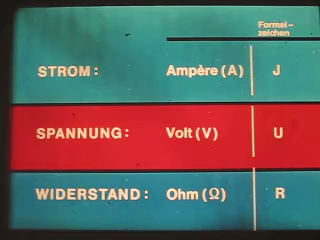 Formel-
zeichen
STROM: Ampère (A) J
SPANNUNG: Volt (V) U
WIDERSTAND: Ohm (Ω) R